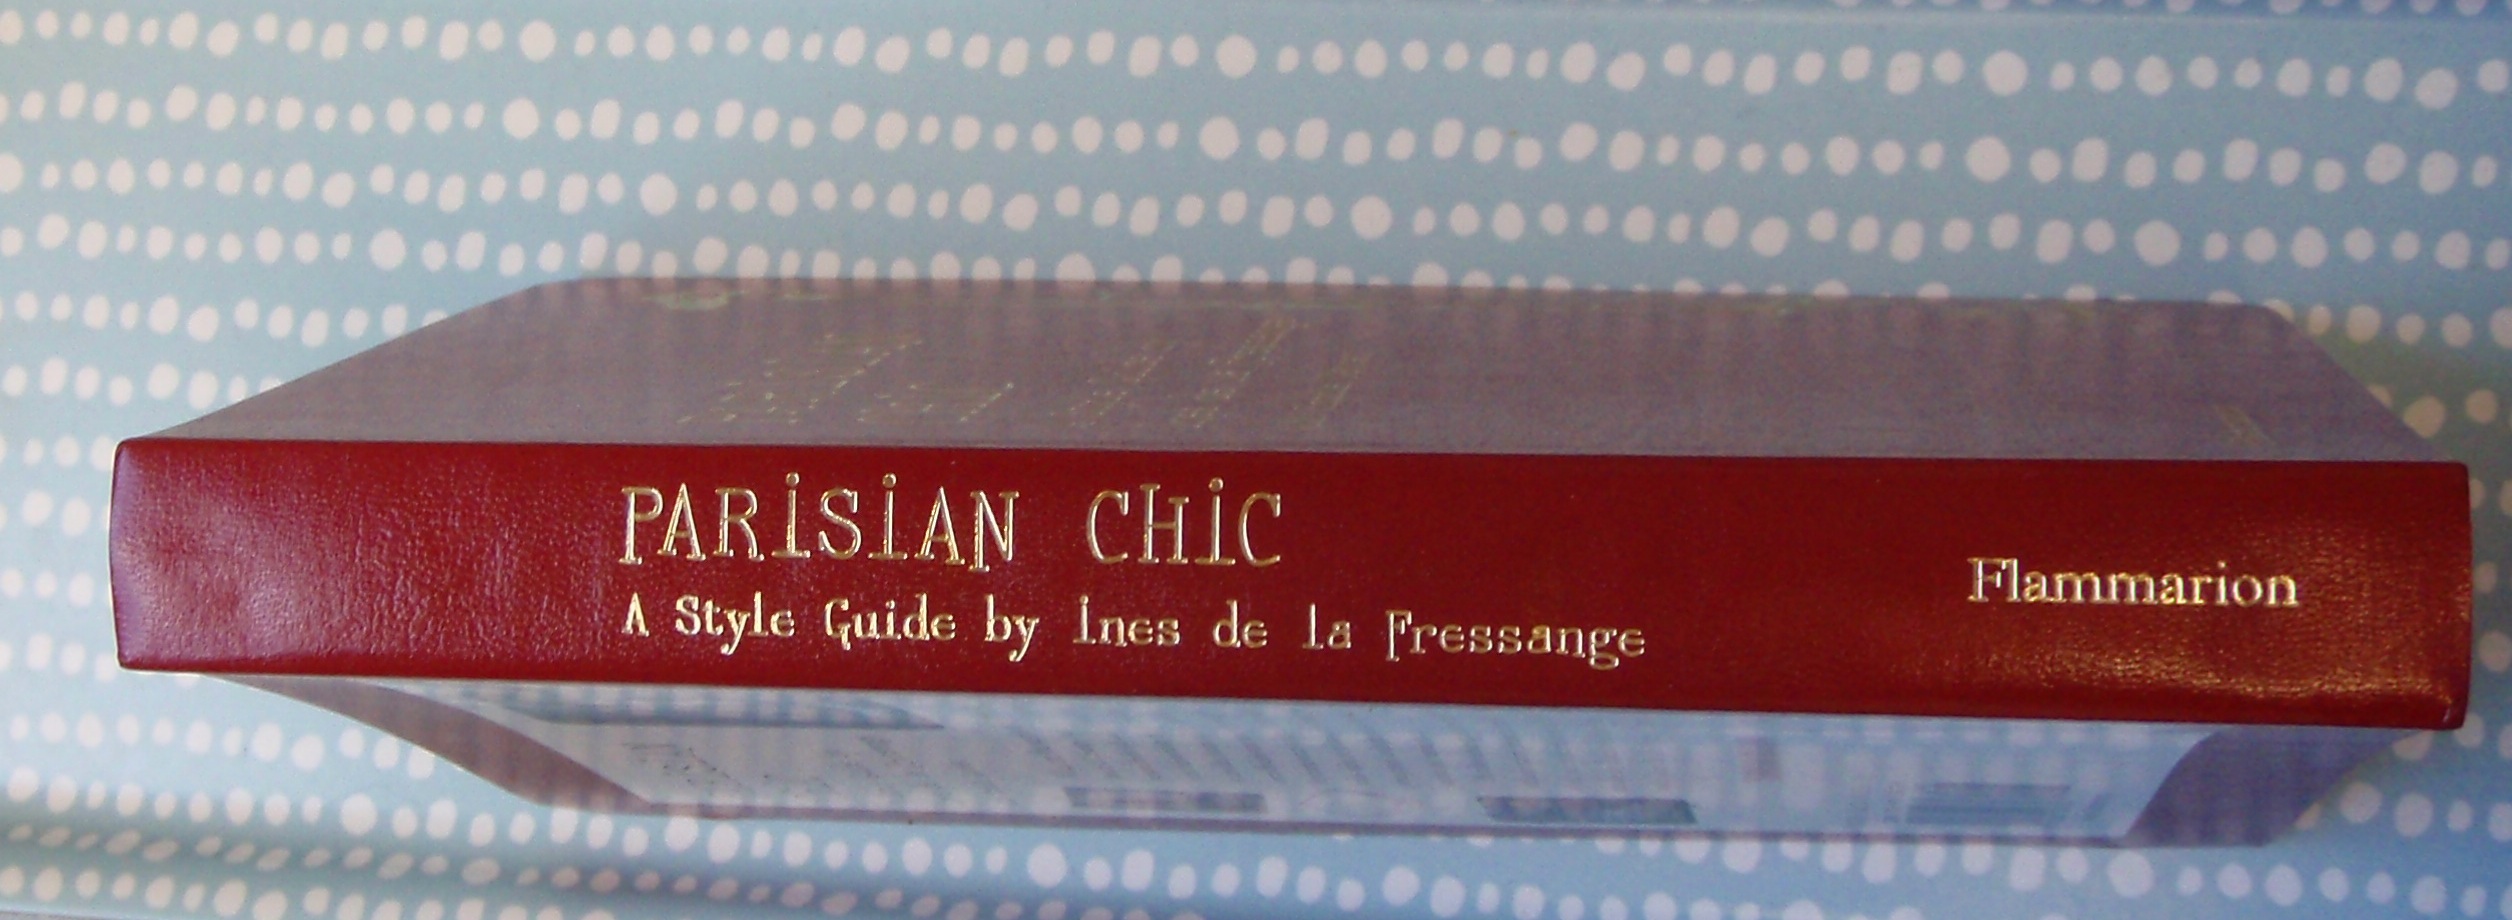 PARiSiAN CHiC
A Style Guide by ines de la Fressange
Flammarion